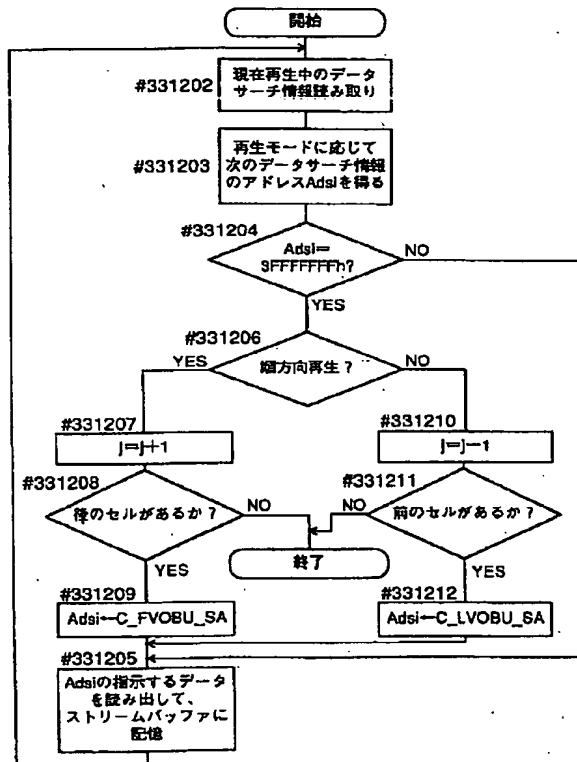 開始
#331202
現在再生中のデータ
サーチ情報読み取り
#331203
再生モードに応じて
次のデータサーチ情報
のアドレスAdsiを得る
#331204
Adsi=
3FFFFFFFh?
NO
YES
#331206
順方向再生？
YES
NO
#331207
j=j+1
#331210
j=j-1
#331208
後のセルがあるか？
NO
YES
#331211
前のセルがあるか？
NO
YES
終了
#331209
Adsi←C_FVOBU_SA
#331212
Adsi←C_LVOBU_SA
#331205
Adsiの指示するデータ
を読み出して、
ストリームバッファに
記憶